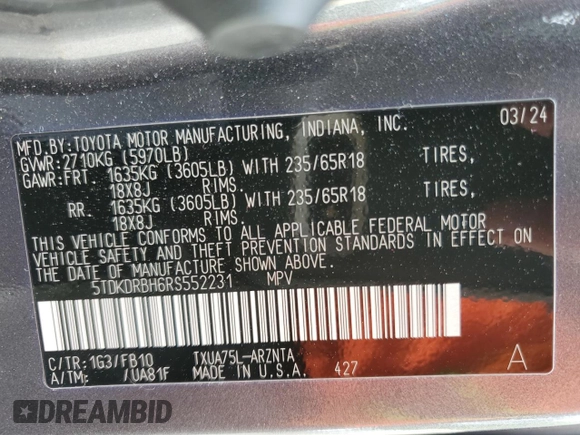 MFD.BY:TOYOTA MOTOR MANUFACTURING, INDIANA, INC. 03/24
GVWR:2710KG (5970LB)
GAWR:FRT. 1635KG (3605LB) WITH 235/65R18 TIRES,
18X8J RIMS.
RR. 1635KG (3605LB) WITH 235/65R18 TIRES,
18X8J RIMS.
THIS VEHICLE CONFORMS TO ALL APPLICABLE FEDERAL MOTOR
VEHICLE SAFETY AND THEFT PREVENTION STANDARDS IN EFFECT ON
THE DATE OF MANUFACTURE SHOWN ABOVE.
5TDKDRBH6RS552231 MPV
C/TR:1G3/FB10 TXUA75L-ARZNTA
A/TM: /UA81F MADE IN U.S.A. 427 A
DREAMBID